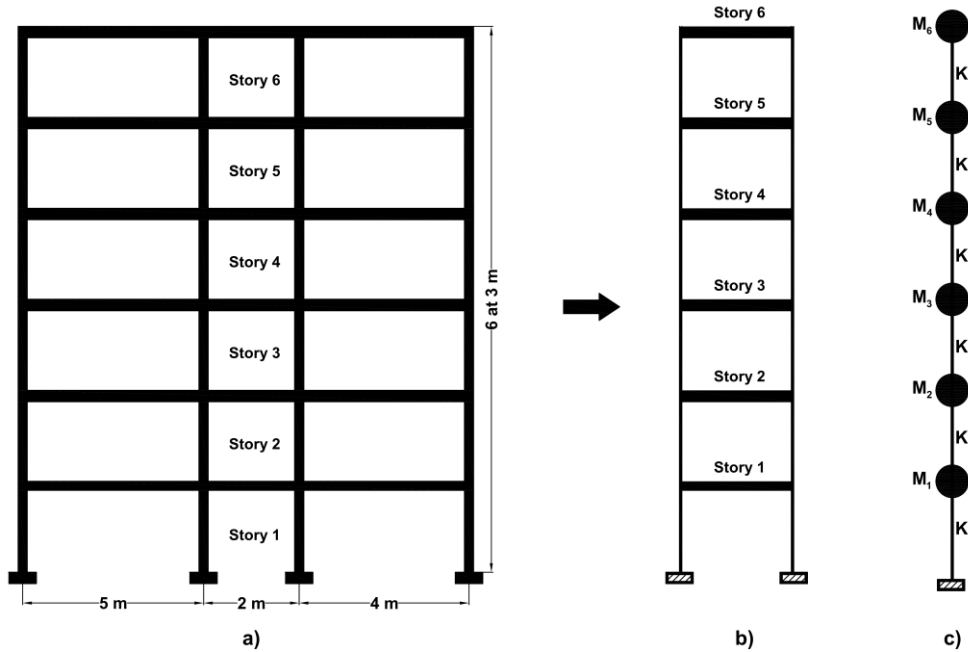 Story 6
Story 5
Story 4
Story 3
Story 2
Story 1
6 at 3 m
5 m
2 m
4 m
a)
Story 6
Story 5
Story 4
Story 3
Story 2
Story 1
b)
M₆
K
M₅
K
M₄
K
M₃
K
M₂
K
M₁
K
c)